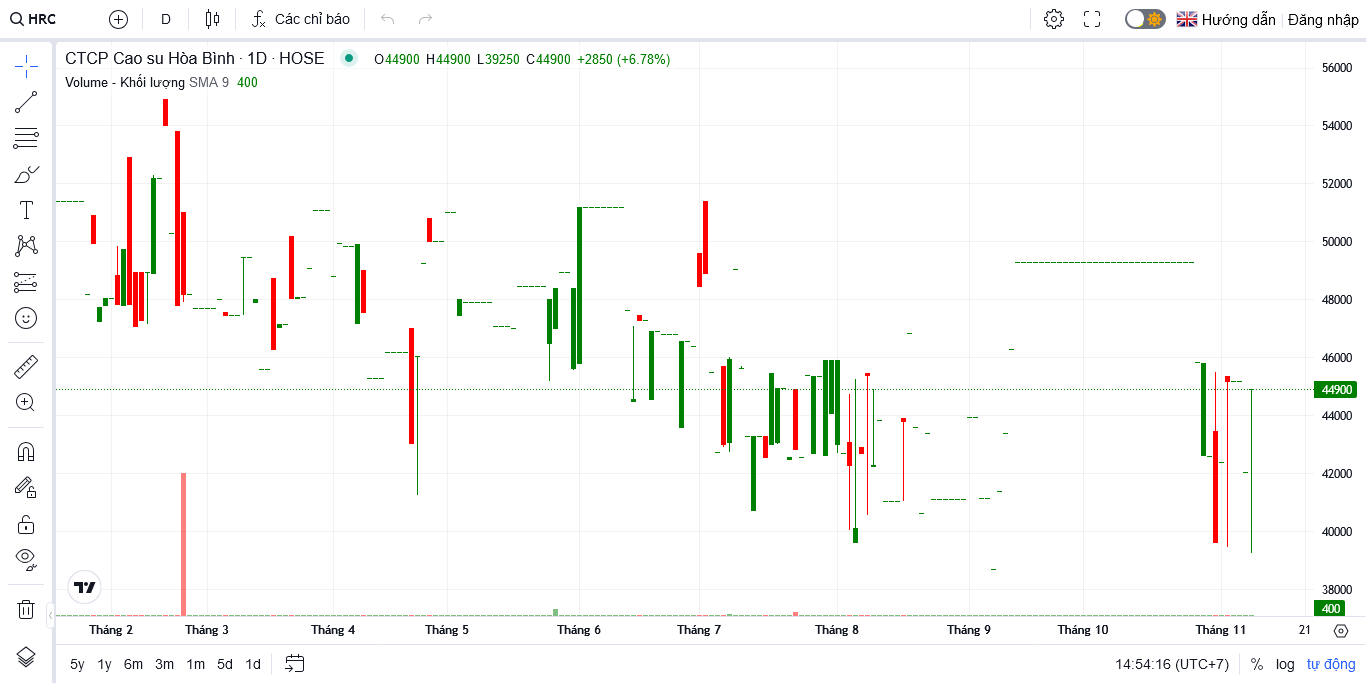 HRC D Các chỉ báo Hướng dẫn Đăng nhập
CTCP Cao su Hòa Bình · 1D · HOSE O44900 H44900 L39250 C44900 +2850 (+6.78%)
Volume - Khối lượng SMA 9 400
56000
54000
52000
50000
48000
46000
44900
44000
42000
40000
38000
400
Tháng 2 Tháng 3 Tháng 4 Tháng 5 Tháng 6 Tháng 7 Tháng 8 Tháng 9 Tháng 10 Tháng 11 21
5y 1y 6m 3m 1m 5d 1d 14:54:16 (UTC+7) % log tự động